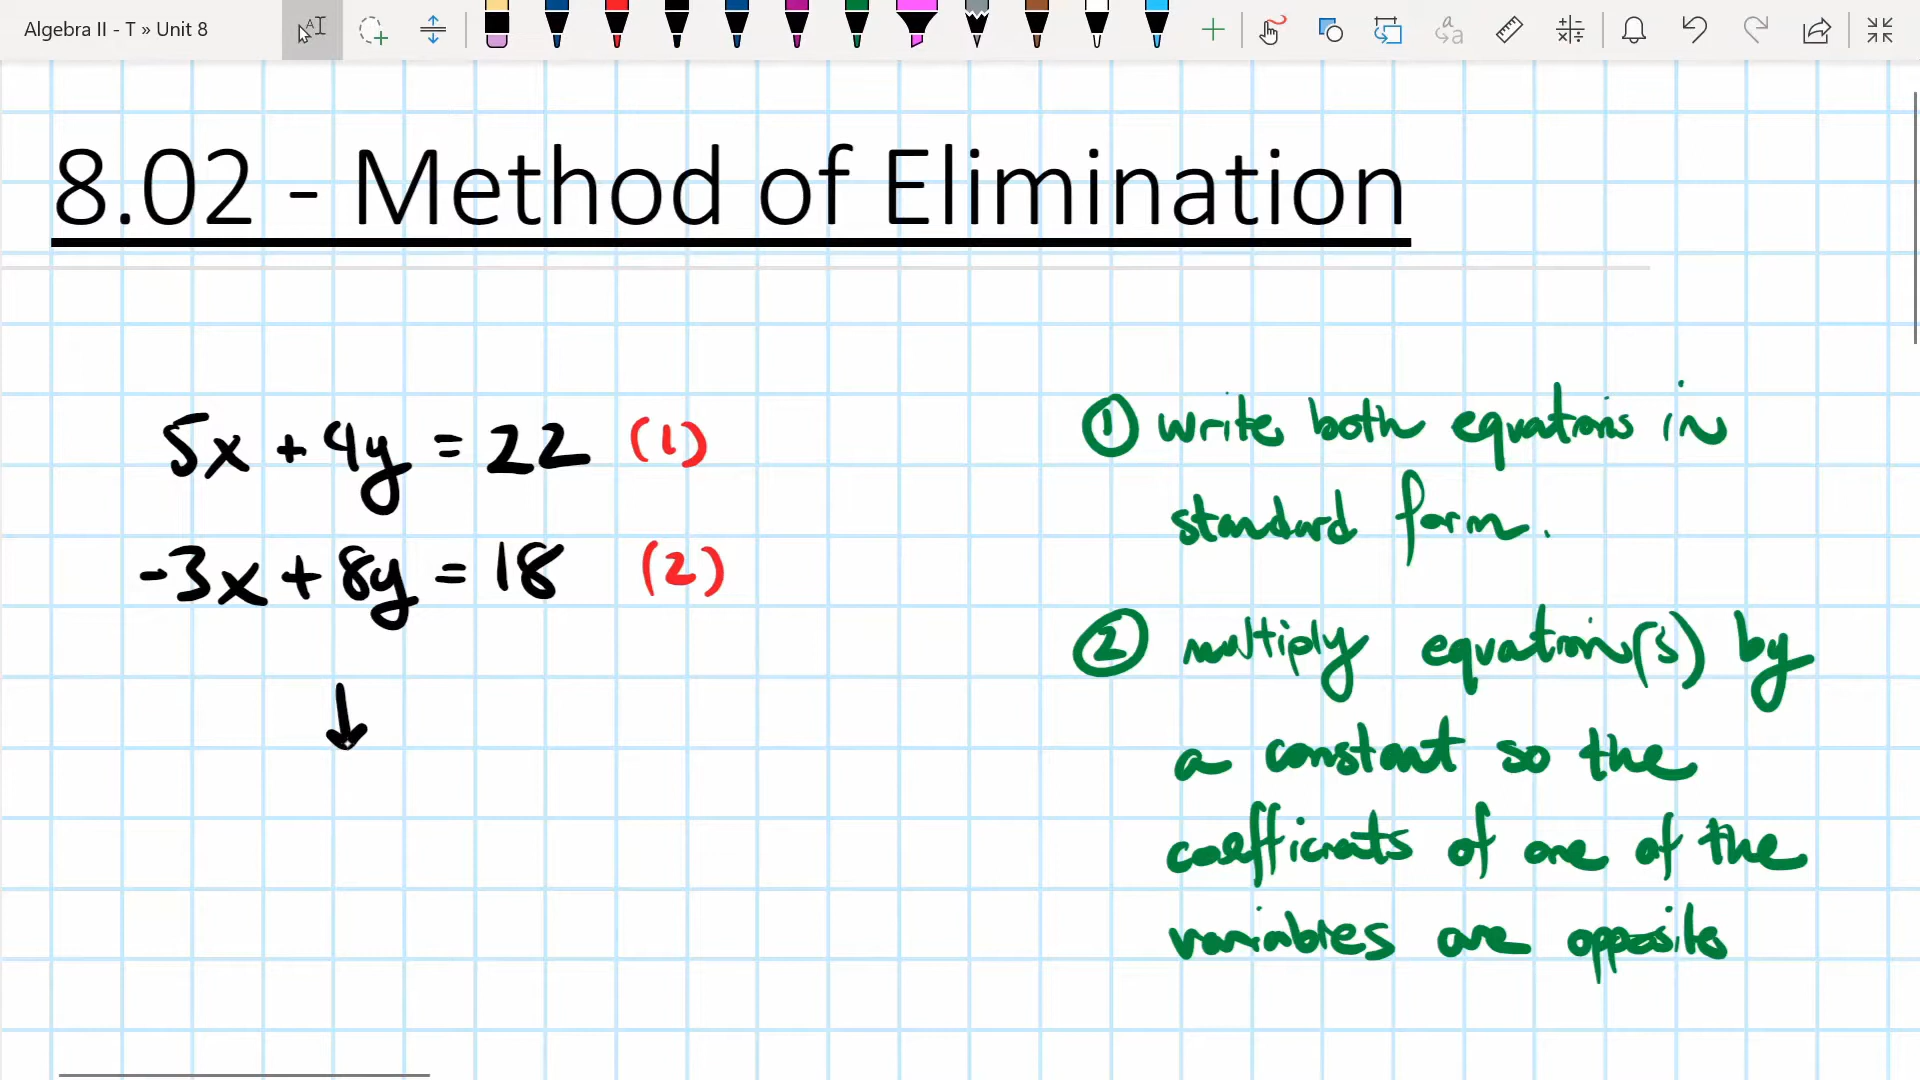 Algebra II - T » Unit 8
8.02 - Method of Elimination
5x + 4y = 22 (1)
-3x + 8y = 18 (2)
↓
① write both equations in
standard form.
② multiply equation(s) by
a constant so the
coefficients of one of the
variables are opposites